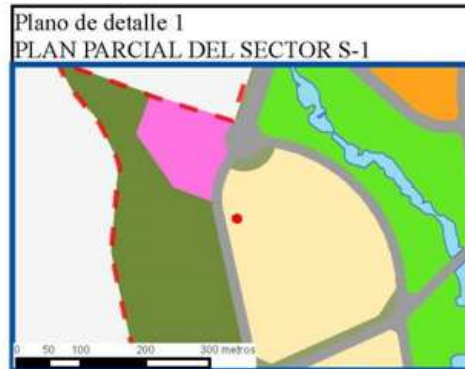 Plano de detalle 1
PLAN PARCIAL DEL SECTOR S-1
0 50 100 200 300 metros